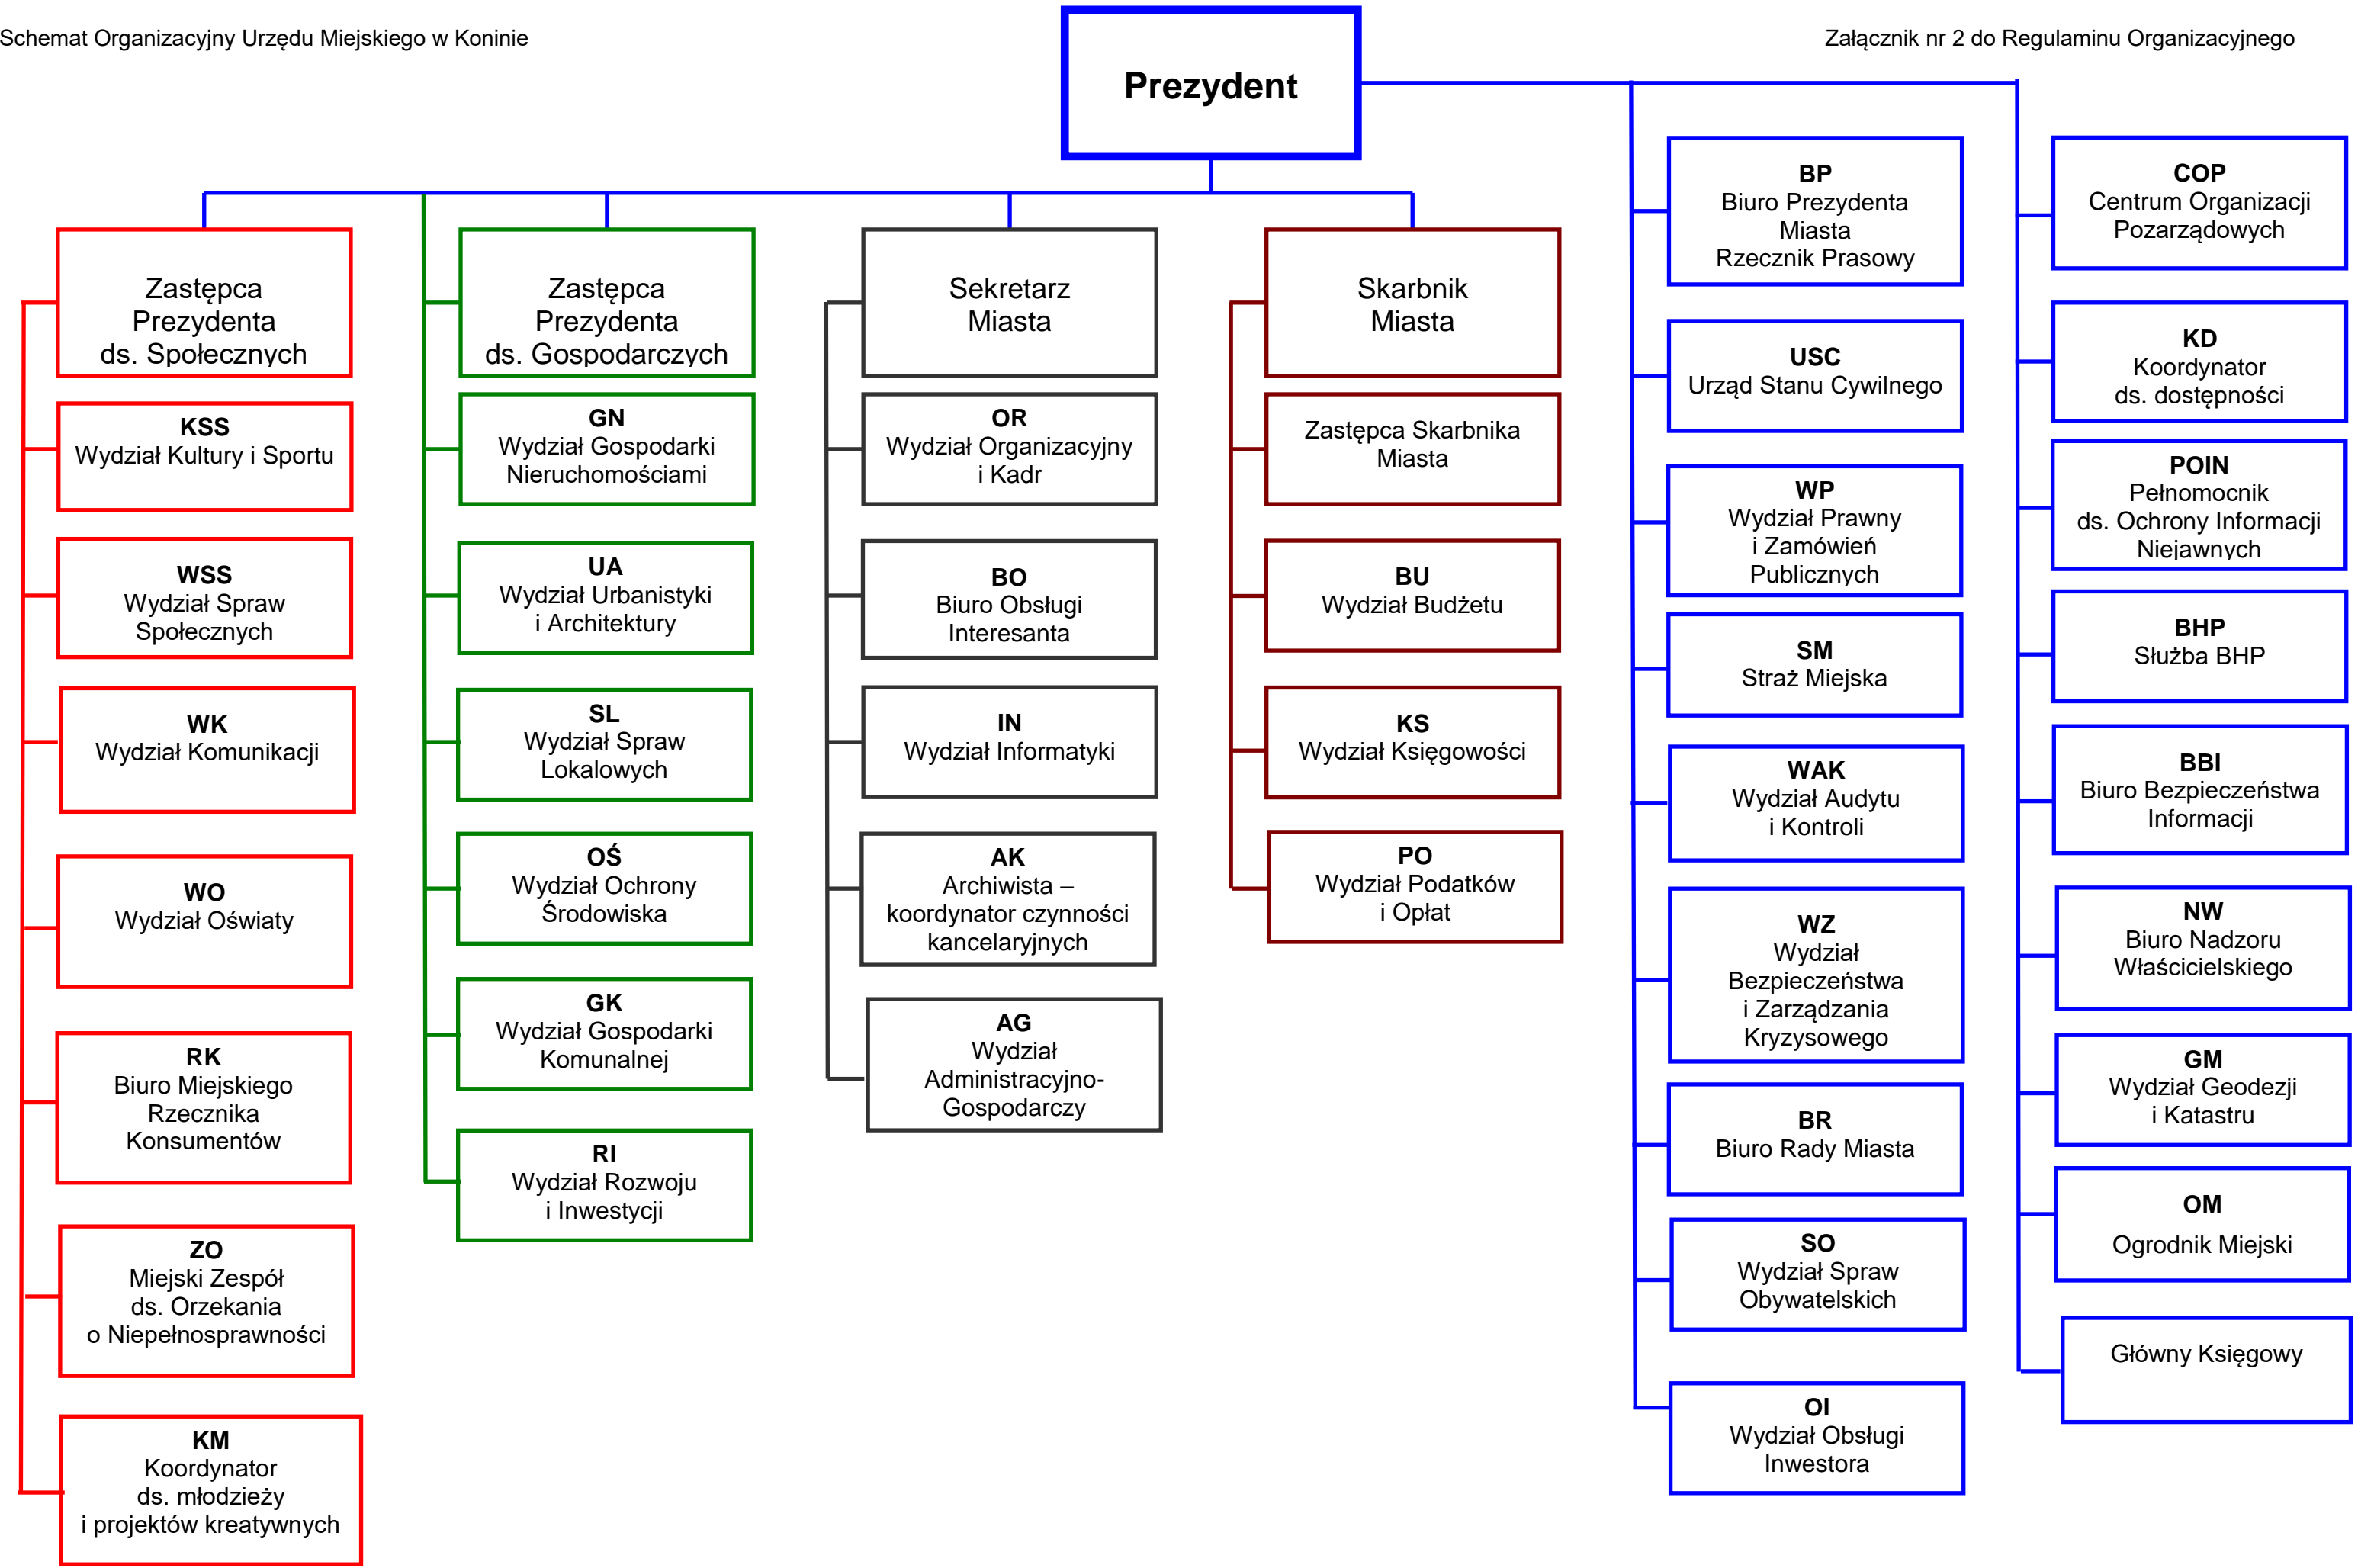 Schemat Organizacyjny Urzędu Miejskiego w Koninie
Załącznik nr 2 do Regulaminu Organizacyjnego
Prezydent
Zastępca
Prezydenta
ds. Społecznych
KSS
Wydział Kultury i Sportu
WSS
Wydział Spraw
Społecznych
WK
Wydział Komunikacji
WO
Wydział Oświaty
RK
Biuro Miejskiego
Rzecznika
Konsumentów
ZO
Miejski Zespół
ds. Orzekania
o Niepełnosprawności
KM
Koordynator
ds. młodzieży
i projektów kreatywnych
Zastępca
Prezydenta
ds. Gospodarczych
GN
Wydział Gospodarki
Nieruchomościami
UA
Wydział Urbanistyki
i Architektury
SL
Wydział Spraw
Lokalowych
OŚ
Wydział Ochrony
Środowiska
GK
Wydział Gospodarki
Komunalnej
RI
Wydział Rozwoju
i Inwestycji
Sekretarz
Miasta
OR
Wydział Organizacyjny
i Kadr
BO
Biuro Obsługi
Interesanta
IN
Wydział Informatyki
AK
Archiwista –
koordynator czynności
kancelaryjnych
AG
Wydział
Administracyjno-
Gospodarczy
Skarbnik
Miasta
Zastępca Skarbnika
Miasta
BU
Wydział Budżetu
KS
Wydział Księgowości
PO
Wydział Podatków
i Opłat
BP
Biuro Prezydenta
Miasta
Rzecznik Prasowy
USC
Urząd Stanu Cywilnego
WP
Wydział Prawny
i Zamówień
Publicznych
SM
Straż Miejska
WAK
Wydział Audytu
i Kontroli
WZ
Wydział
Bezpieczeństwa
i Zarządzania
Kryzysowego
BR
Biuro Rady Miasta
SO
Wydział Spraw
Obywatelskich
OI
Wydział Obsługi
Inwestora
COP
Centrum Organizacji
Pozarządowych
KD
Koordynator
ds. dostępności
POIN
Pełnomocnik
ds. Ochrony Informacji
Niejawnych
BHP
Służba BHP
BBI
Biuro Bezpieczeństwa
Informacji
NW
Biuro Nadzoru
Właścicielskiego
GM
Wydział Geodezji
i Katastru
OM
Ogrodnik Miejski
Główny Księgowy